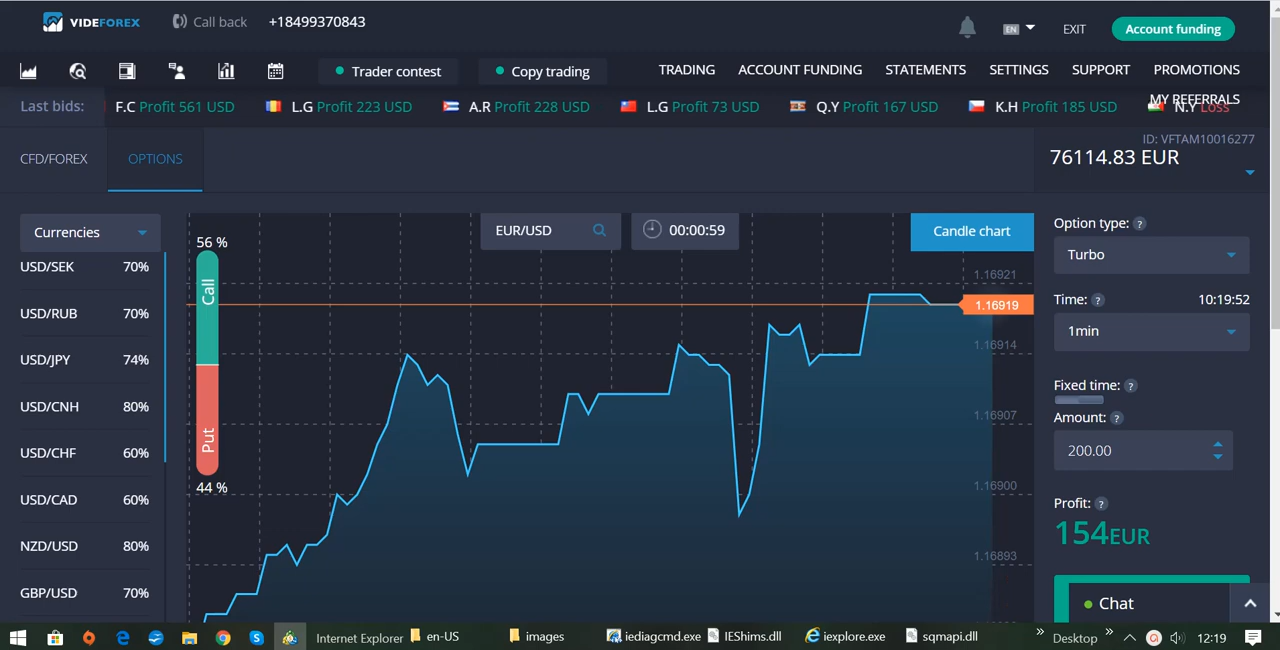 VIDEFOREX Call back +18499370843 EN EXIT Account funding
Trader contest Copy trading TRADING ACCOUNT FUNDING STATEMENTS SETTINGS SUPPORT PROMOTIONS
MY REFERRALS
Last bids: F.C Profit 561 USD L.G Profit 223 USD A.R Profit 228 USD L.G Profit 73 USD Q.Y Profit 167 USD K.H Profit 185 USD N.Y Loss
ID: VFTAM10016277
CFD/FOREX OPTIONS 76114.83 EUR
Currencies
USD/SEK 70%
USD/RUB 70%
USD/JPY 74%
USD/CNH 80%
USD/CHF 60%
USD/CAD 60%
NZD/USD 80%
GBP/USD 70%
56 %
Call
Put
44 %
EUR/USD 00:00:59 Candle chart
1.16921
1.16919
1.16914
1.16907
1.16900
1.16893
Option type: ?
Turbo
Time: ? 10:19:52
1min
Fixed time: ?
Amount: ?
200.00
Profit: ?
154EUR
Chat
Internet Explorer en-US images iediagcmd.exe IEShims.dll iexplore.exe sqmapi.dll » Desktop » 12:19